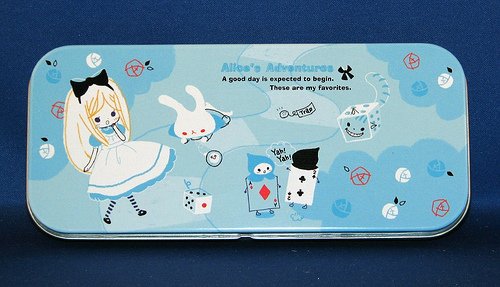 Alice's Adventures
A good day is expected to begin.
These are my favorites.
Yah!
Yah!